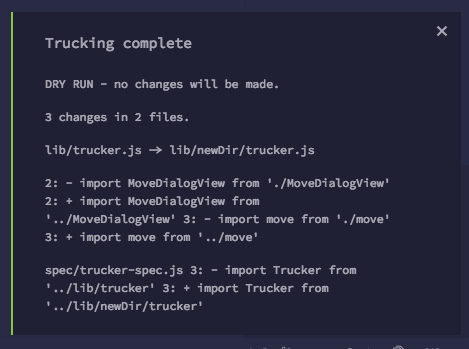 Trucking complete
DRY RUN - no changes will be made.
3 changes in 2 files.
lib/trucker.js -> lib/newDir/trucker.js
2: - import MoveDialogView from './MoveDialogView'
2: + import MoveDialogView from
'../MoveDialogView' 3: - import move from './move'
3: + import move from '../move'
spec/trucker-spec.js 3: - import Trucker from
'../lib/trucker' 3: + import Trucker from
'../lib/newDir/trucker'